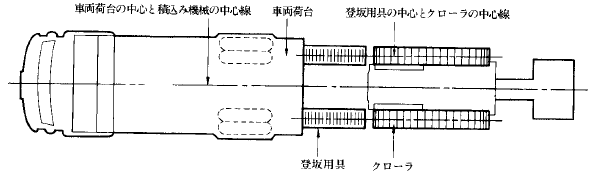 車両荷台の中心と積込み機械の中心線
車両荷台
登坂用具の中心とクローラの中心線
登坂用具
クローラ